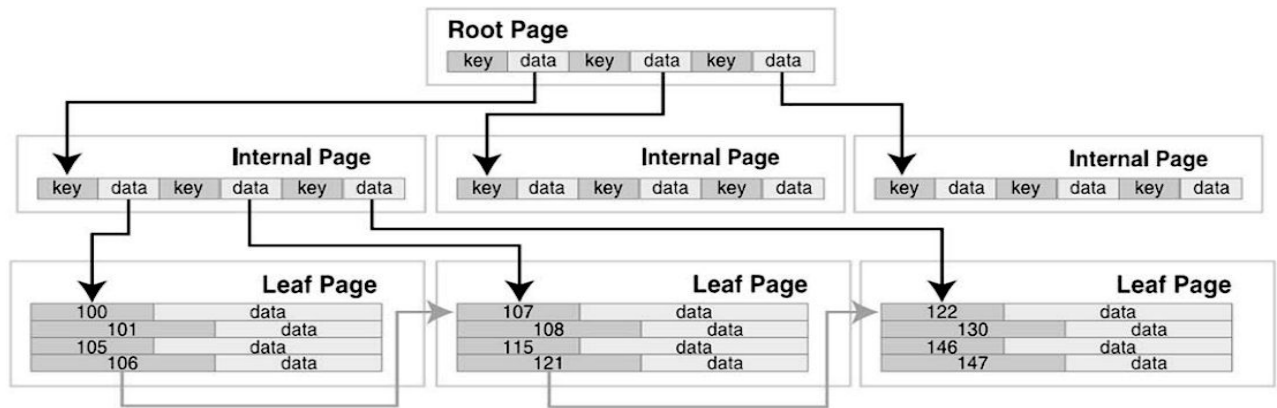 Root Page
key data key data key data
Internal Page
key data key data key data
Internal Page
key data key data key data
Internal Page
key data key data key data
Leaf Page
100 data
101 data
105 data
106 data
Leaf Page
107 data
108 data
115 data
121 data
Leaf Page
122 data
130 data
146 data
147 data